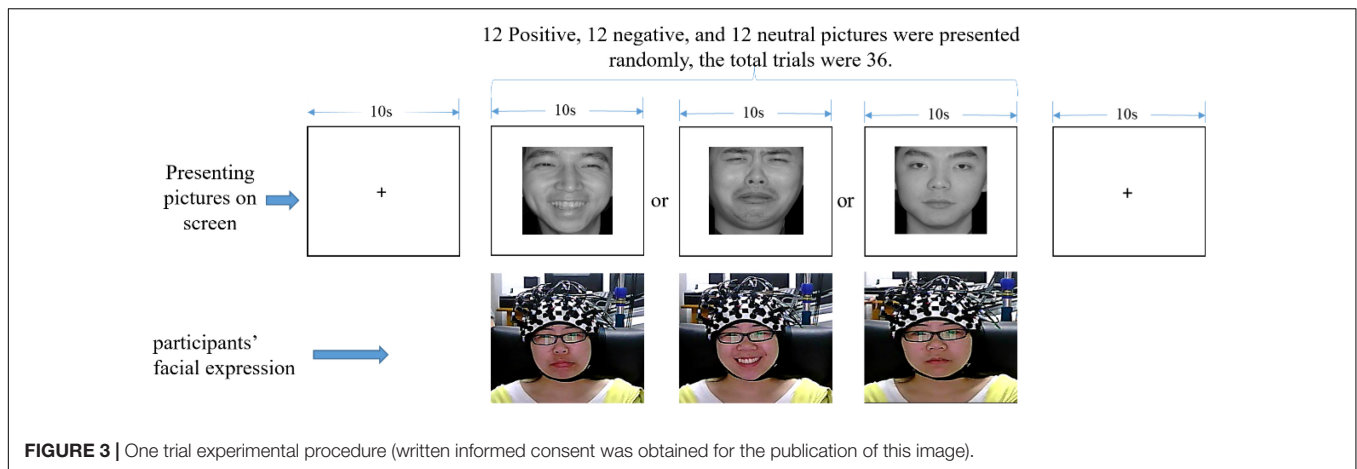 12 Positive, 12 negative, and 12 neutral pictures were presented
randomly, the total trials were 36.
10s
10s
10s
10s
10s
Presenting
pictures on
screen
+
or
or
+
participants’
facial expression
FIGURE 3 | One trial experimental procedure (written informed consent was obtained for the publication of this image).